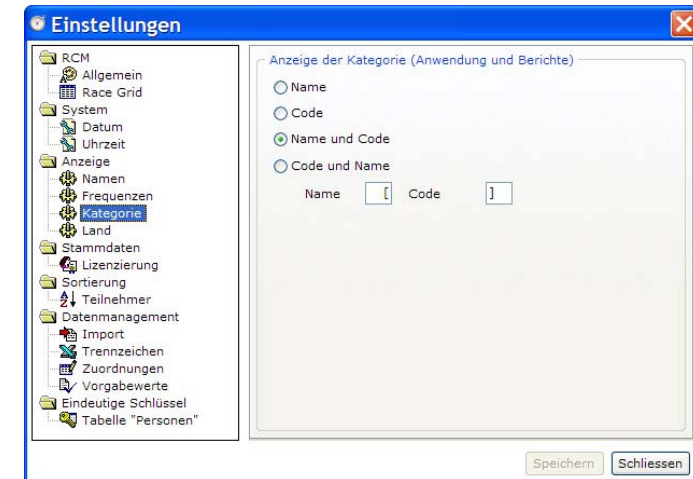 Einstellungen
RCM
Allgemein
Race Grid
System
Datum
Uhrzeit
Anzeige
Namen
Frequenzen
Kategorie
Land
Stammdaten
Lizenzierung
Sortierung
Teilnehmer
Datenmanagement
Import
Trennzeichen
Zuordnungen
Vorgabewerte
Eindeutige Schlüssel
Tabelle "Personen"
Anzeige der Kategorie (Anwendung und Berichte)
Name
Code
Name und Code
Code und Name
Name [ Code ]
Speichern Schliessen